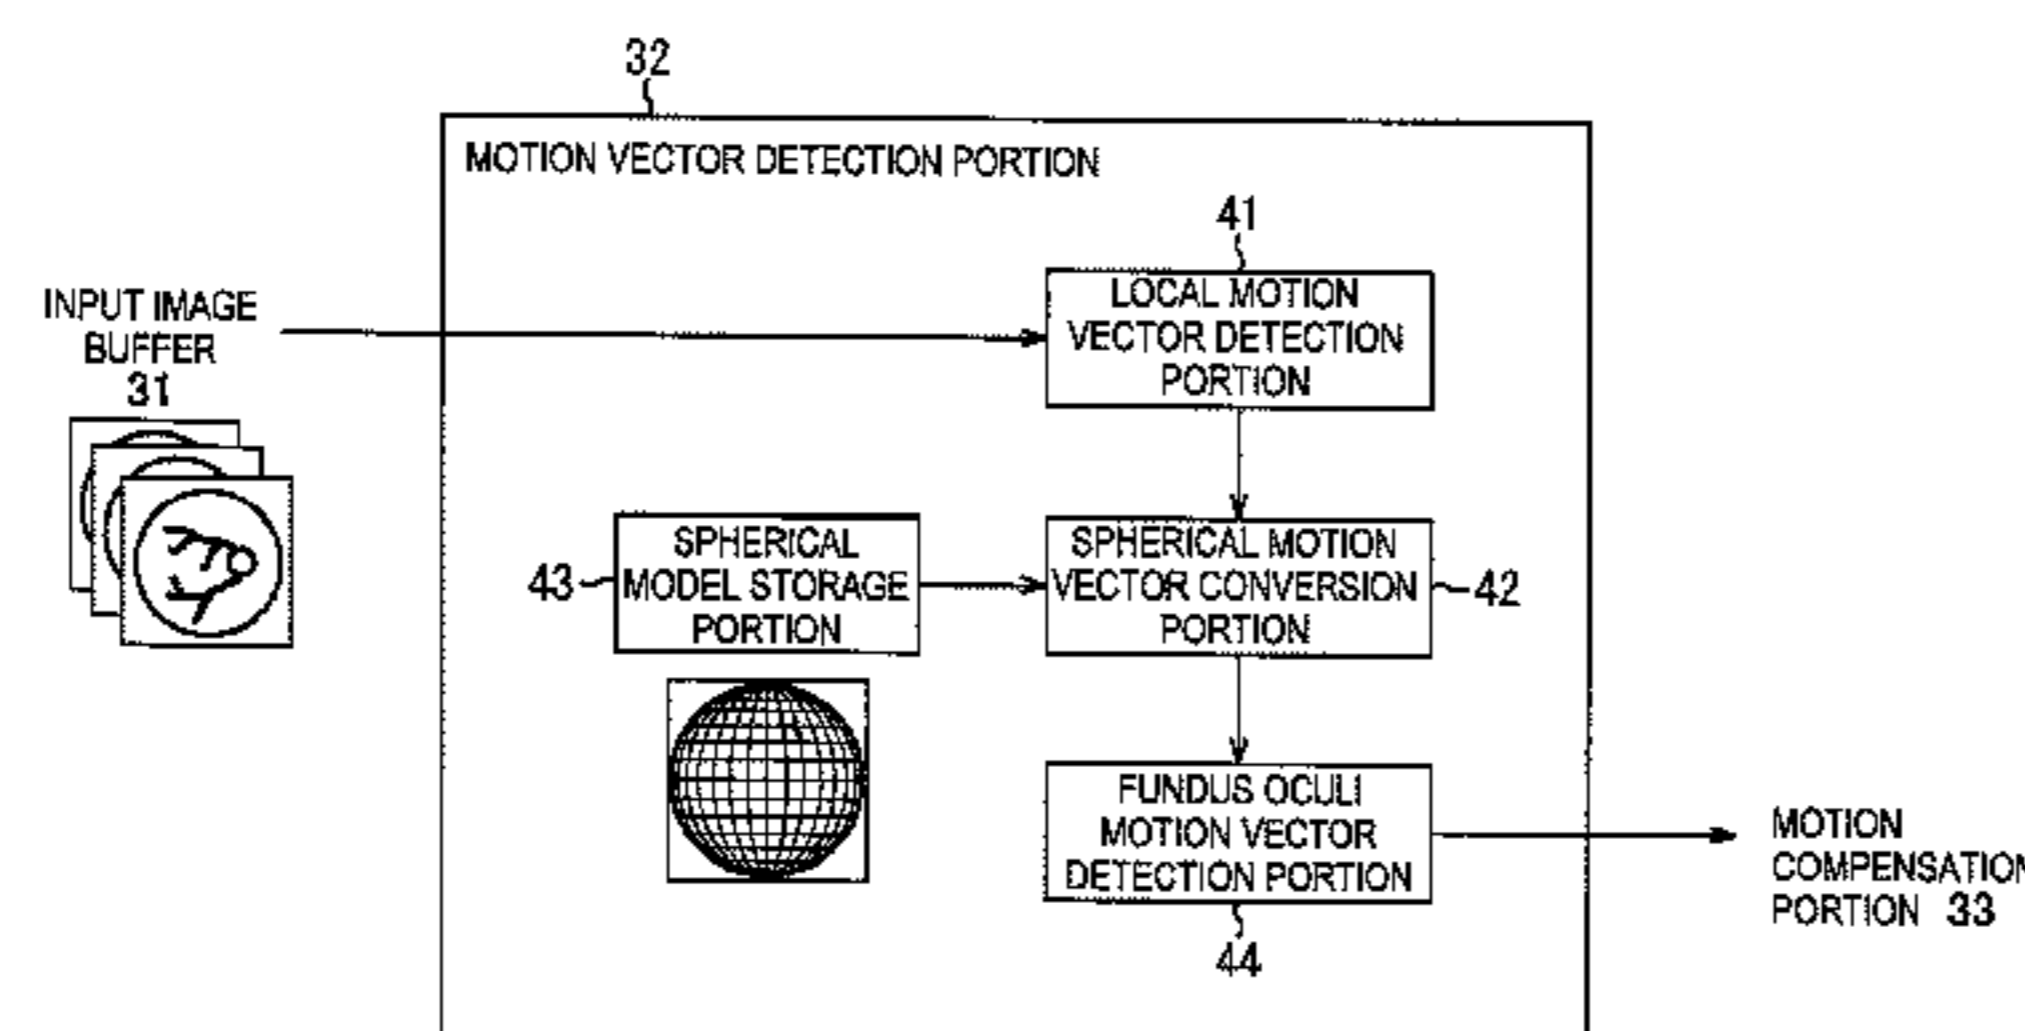 32
MOTION VECTOR DETECTION PORTION
41
LOCAL MOTION
VECTOR DETECTION
PORTION
INPUT IMAGE
BUFFER
31
43
SPHERICAL
MODEL STORAGE
PORTION
SPHERICAL MOTION
VECTOR CONVERSION
PORTION
42
FUNDUS OCULI
MOTION VECTOR
DETECTION PORTION
44
MOTION
COMPENSATION
PORTION 33